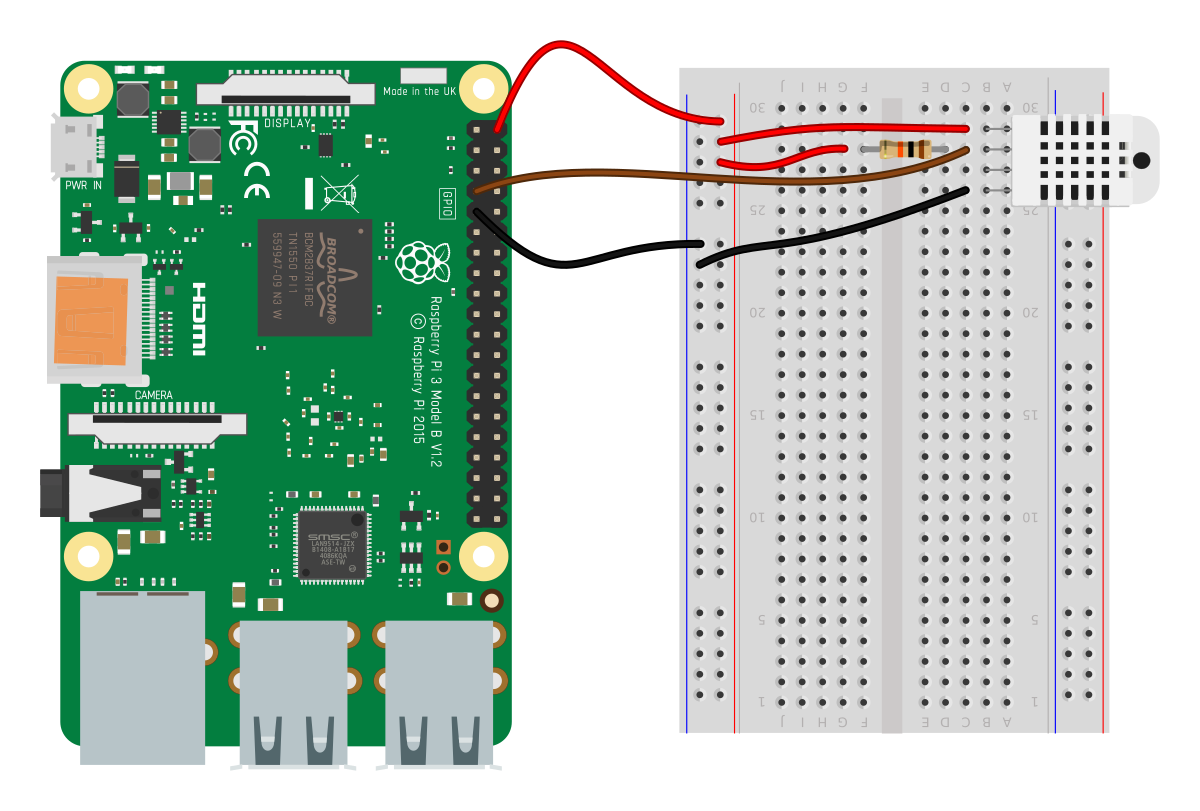 Made in the UK
DISPLAY
PWR IN
GPIO
BROADCOM®
BCM2837RIFBC
TN1550 P11
559947-09 N3 W
HDMI
Raspberry Pi 3 Model B V1.2
© Raspberry Pi 2015
CAMERA
SMSC®
LAN9514-JZX
B1408-A1B17
4086KQA
ASE-TW
J I H G F E D C B A
30 30
25 25
20 20
15 15
10 10
5 5
1 1
J I H G F E D C B A